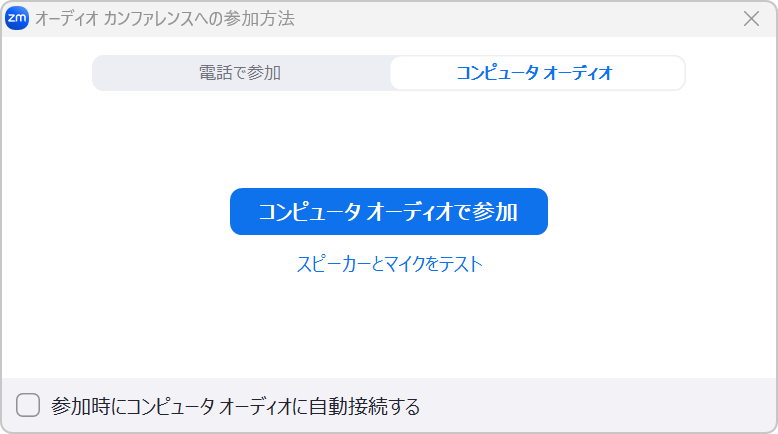 zm オーディオ カンファレンスへの参加方法
電話で参加
コンピュータ オーディオ
コンピュータ オーディオで参加
スピーカーとマイクをテスト
参加時にコンピュータ オーディオに自動接続する